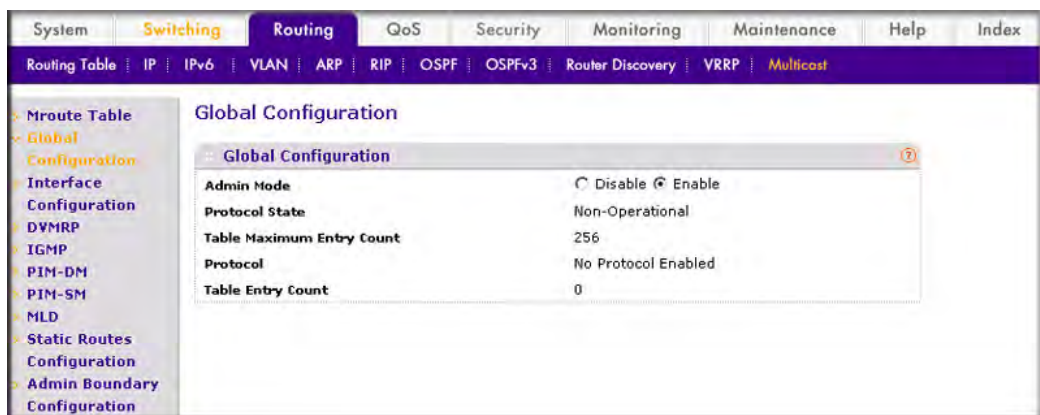 System Switching Routing QoS Security Monitoring Maintenance Help Index
Routing Table IP IPv6 VLAN ARP RIP OSPF OSPFv3 Router Discovery VRRP Multicast
Mroute Table
Global
Configuration
Interface
Configuration
DVMRP
IGMP
PIM-DM
PIM-SM
MLD
Static Routes
Configuration
Admin Boundary
Configuration
Global Configuration
Global Configuration ?
Admin Mode Disable Enable
Protocol State Non-Operational
Table Maximum Entry Count 256
Protocol No Protocol Enabled
Table Entry Count 0